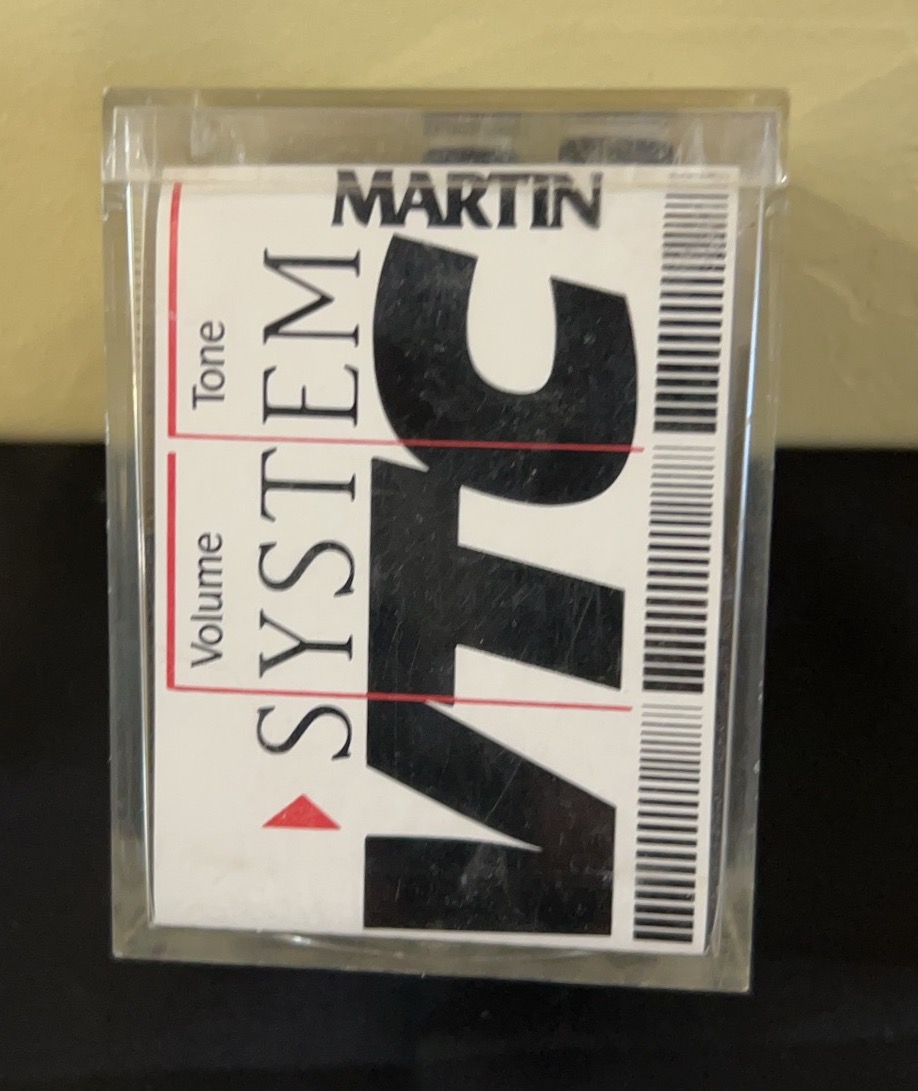 MARTIN
VTC
SYSTEM
Volume Tone